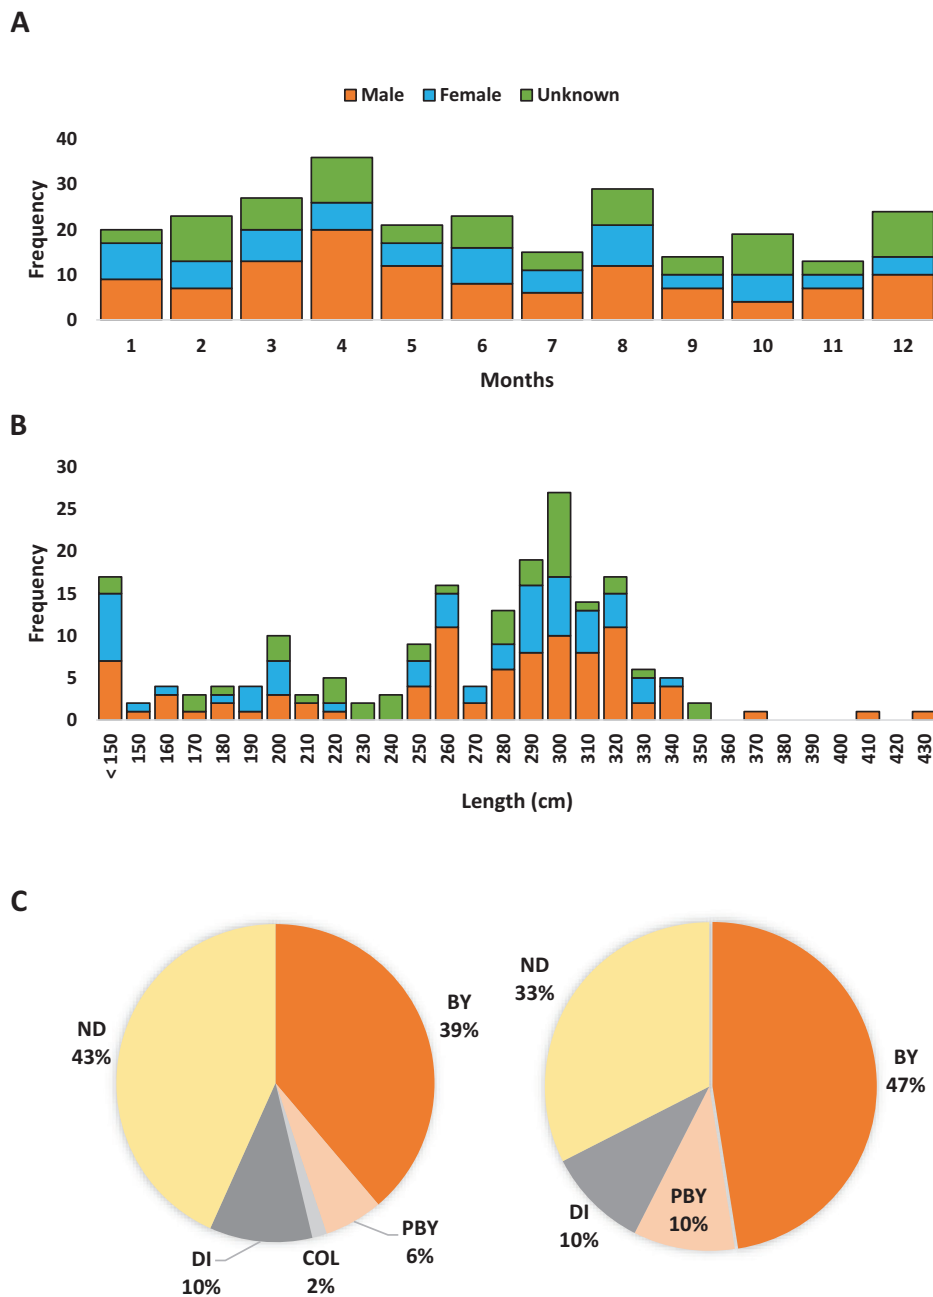 A
Male Female Unknown
40
30
20
10
0
Frequency
1 2 3 4 5 6 7 8 9 10 11 12
Months
B
30
25
20
15
10
5
0
Frequency
< 150 150 160 170 180 190 200 210 220 230 240 250 260 270 280 290 300 310 320 330 340 350 360 370 380 390 400 410 420 430
Length (cm)
C
ND
43%
BY
39%
PBY
6%
COL
2%
DI
10%
ND
33%
BY
47%
PBY
10%
DI
10%